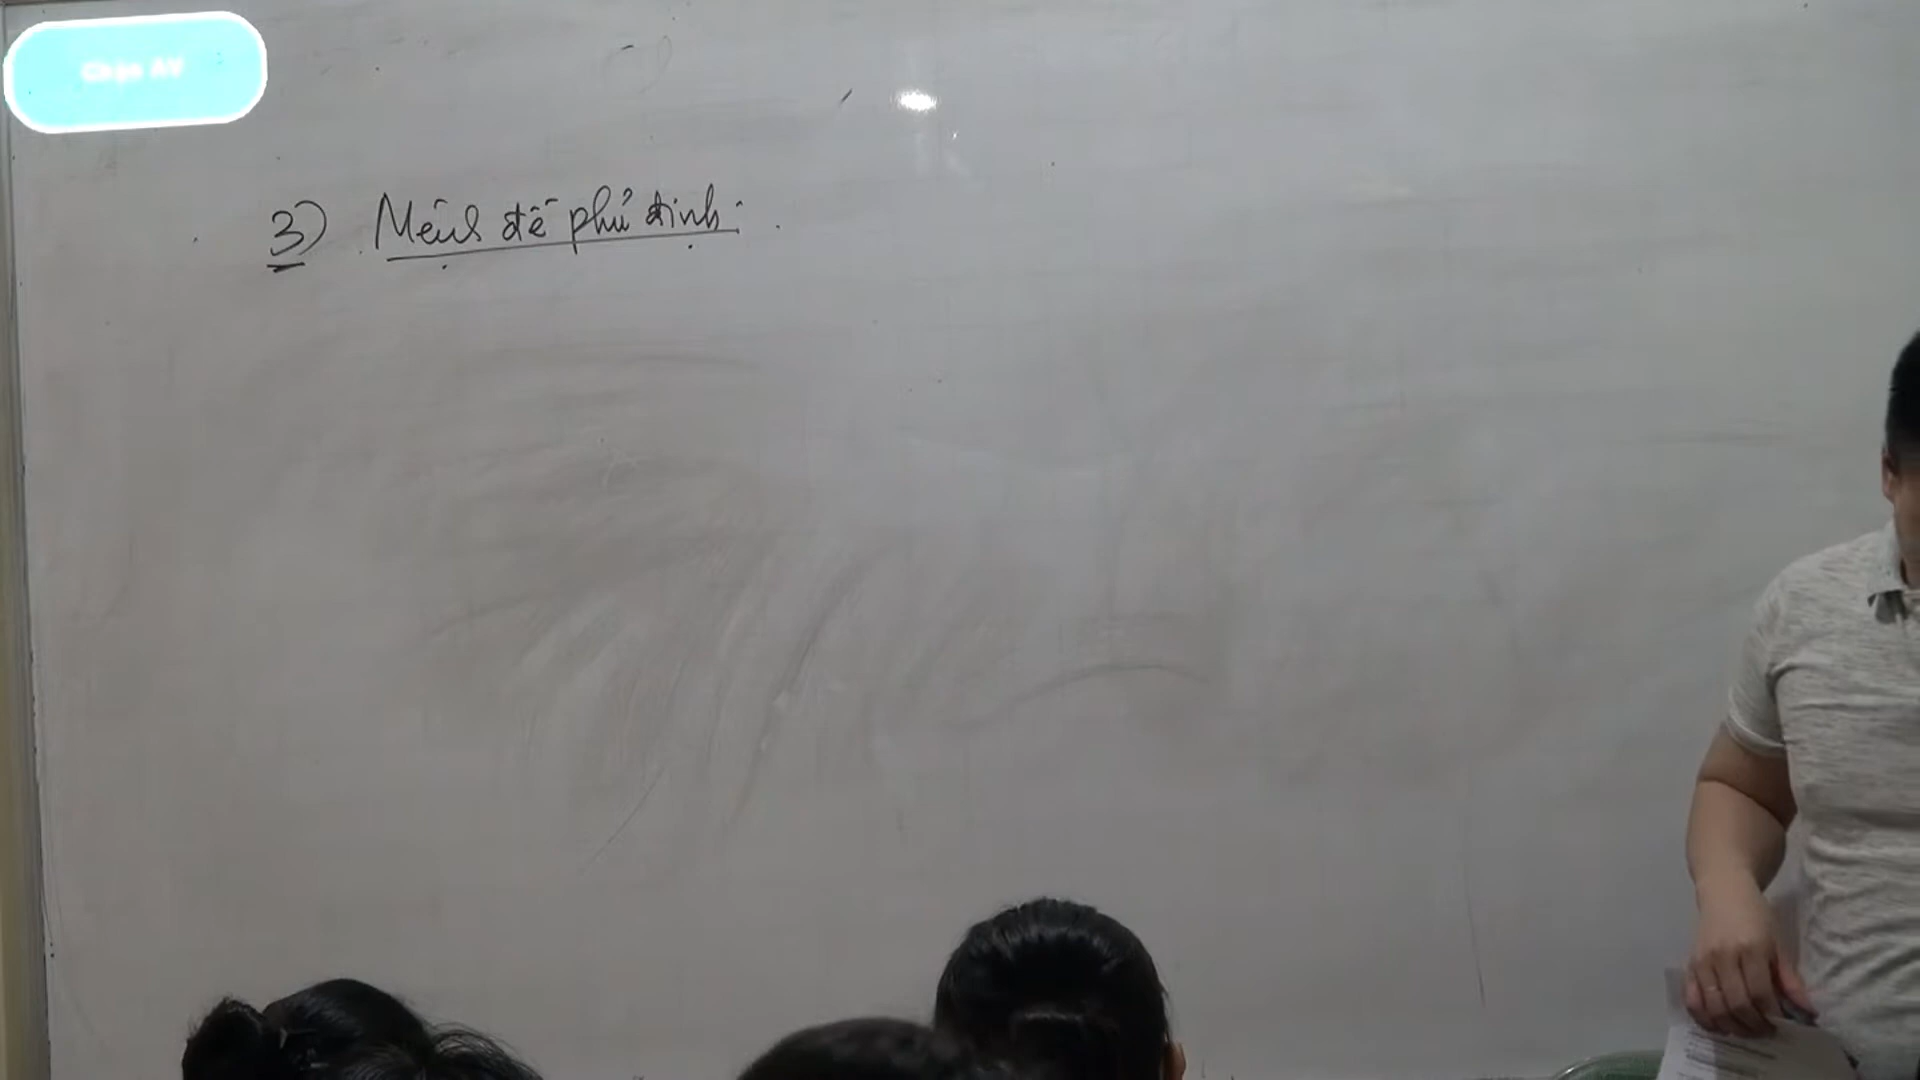 3) Mệnh đề phủ định: